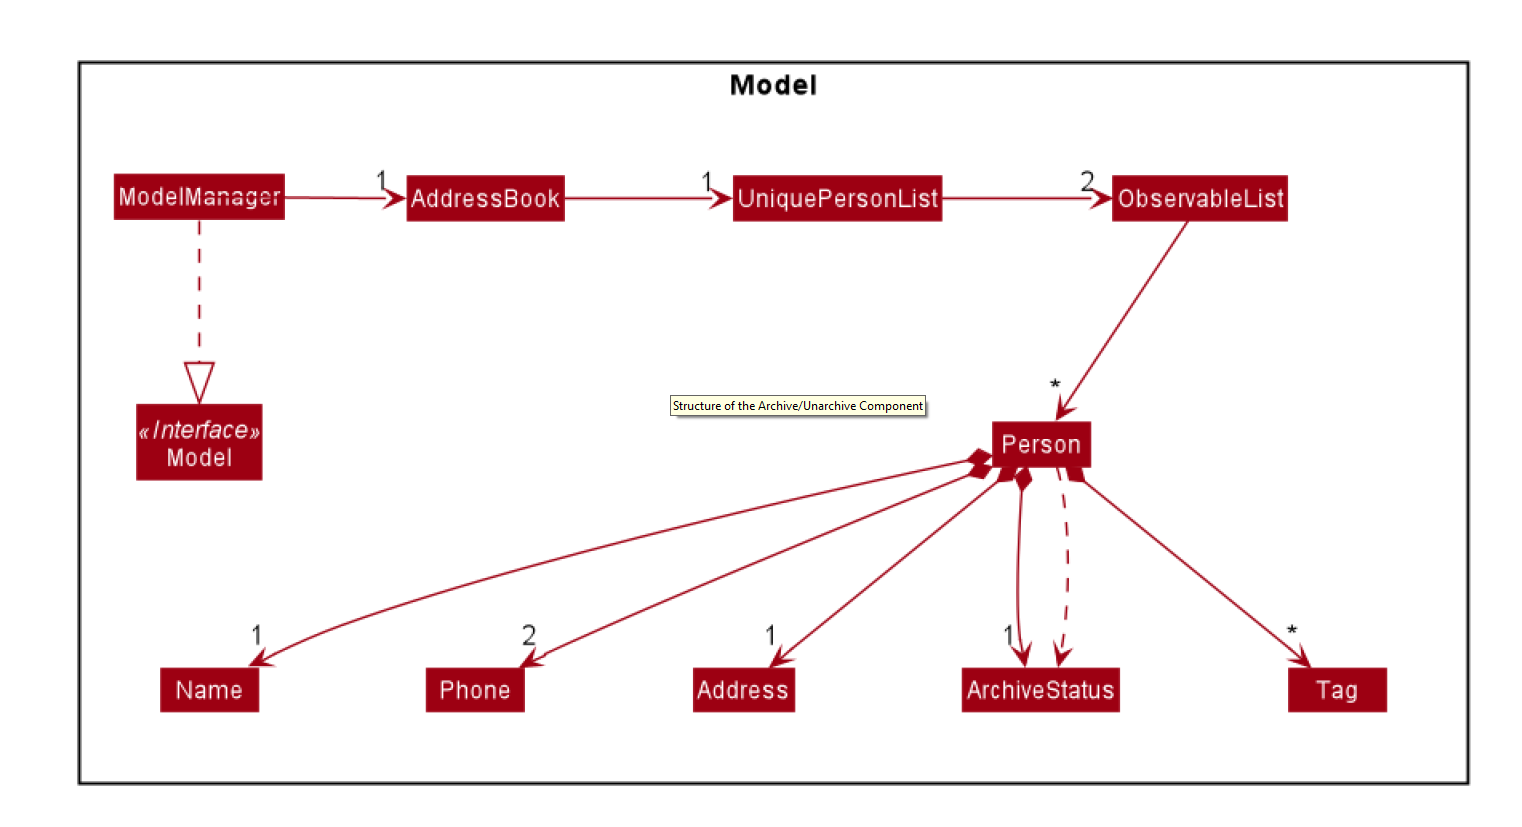 Model
ModelManager
1
AddressBook
1
UniquePersonList
2
ObservableList
*
Structure of the Archive/Unarchive Component
«Interface»
Model
Person
1
2
1
1
*
Name
Phone
Address
ArchiveStatus
Tag